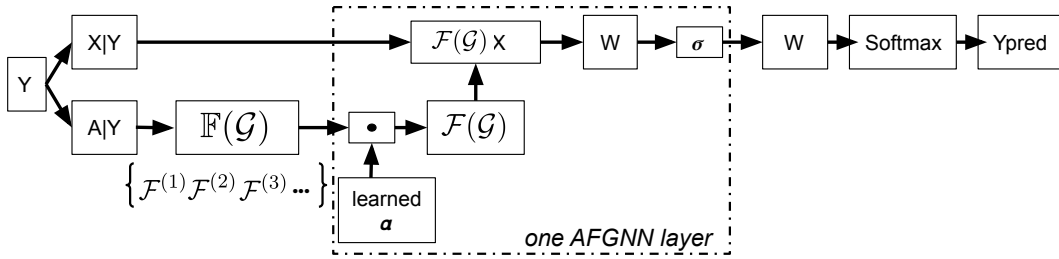 Y
X|Y
A|Y
𝔽(𝒢)
{ ℱ⁽¹⁾ ℱ⁽²⁾ ℱ⁽³⁾ ••• }
•
learned
α
ℱ(𝒢)
ℱ(𝒢) X
W
σ
one AFGNN layer
W
Softmax
Ypred